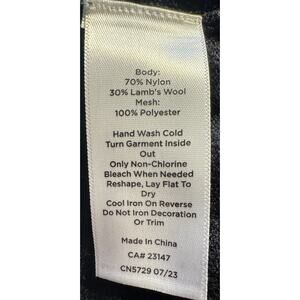 Body:
70% Nylon
30% Lamb's Wool
Mesh:
100% Polyester
Hand Wash Cold
Turn Garment Inside
Out
Only Non-Chlorine
Bleach When Needed
Reshape, Lay Flat To
Dry
Cool Iron On Reverse
Do Not Iron Decoration
Or Trim
Made In China
CA# 23147
CN5729 07/23